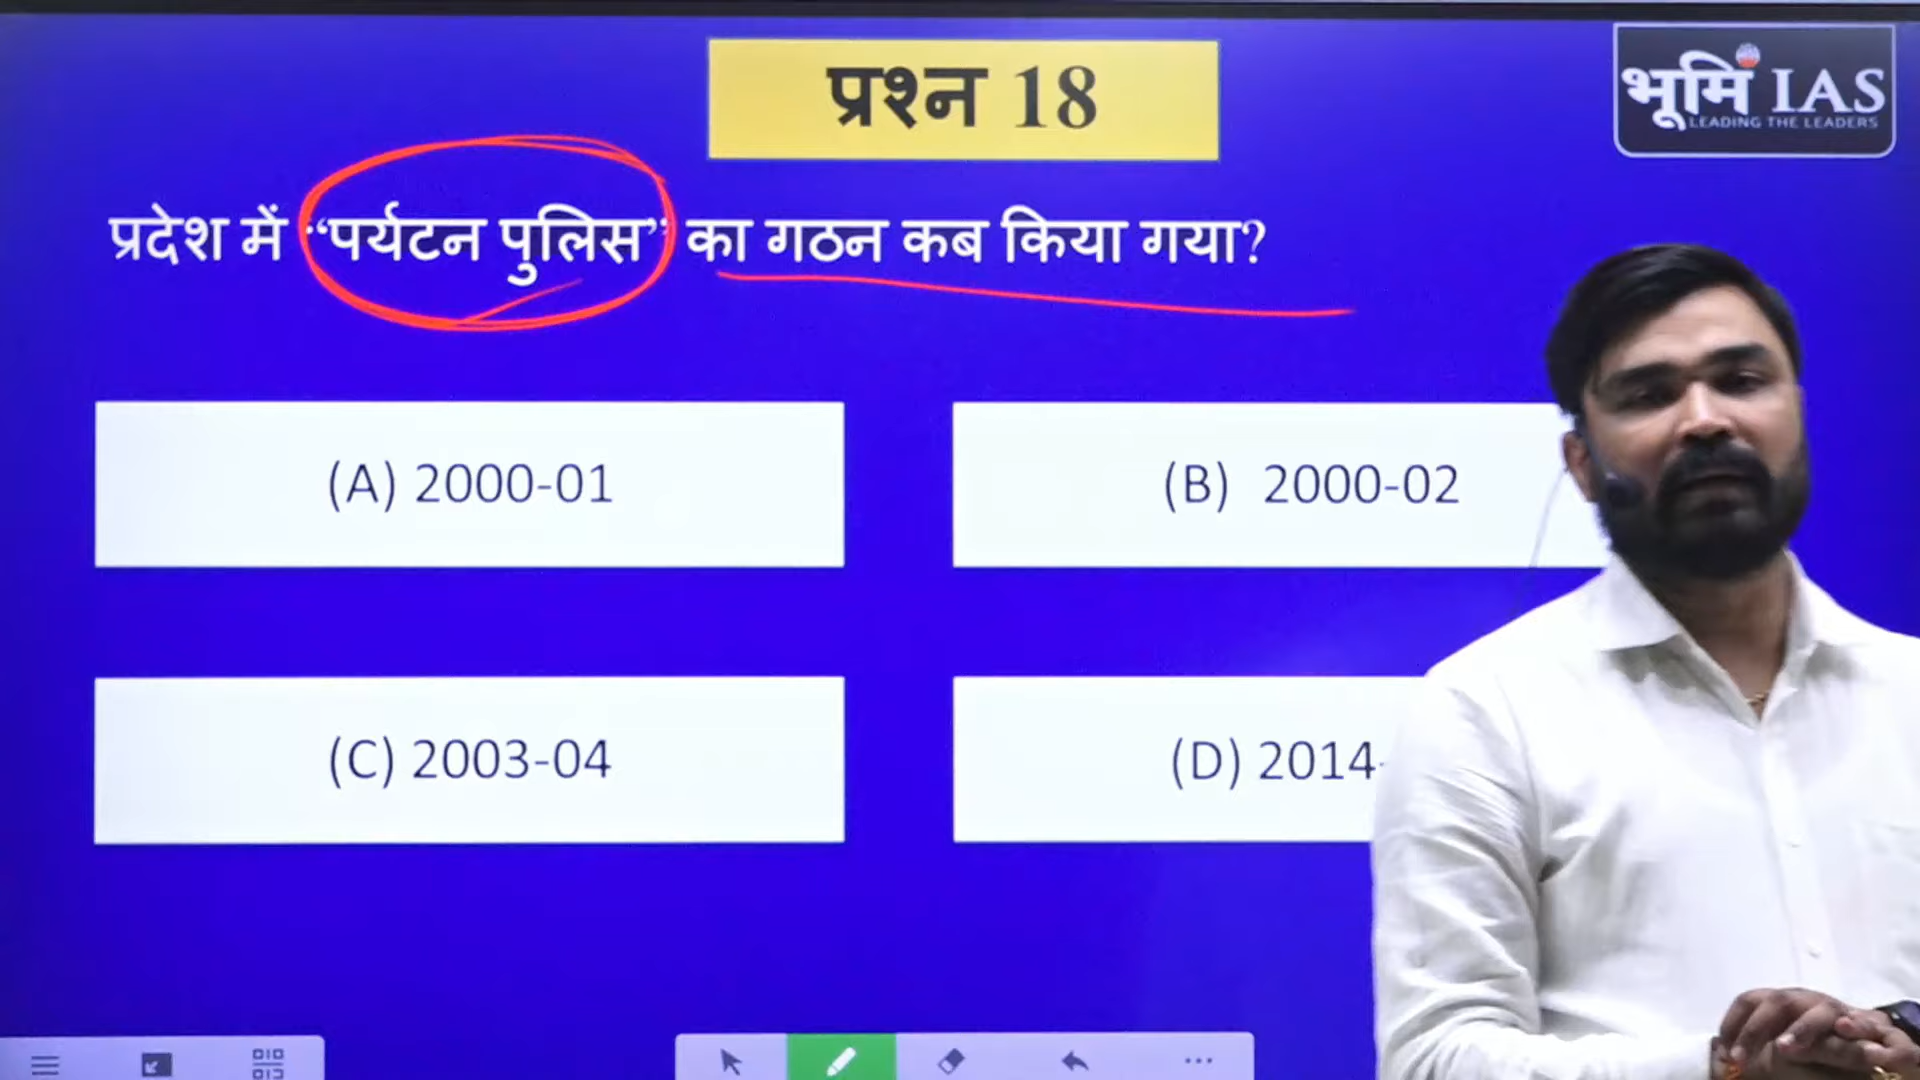 प्रश्न 18
भूमि IAS
LEADING THE LEADERS
प्रदेश में “पर्यटन पुलिस” का गठन कब किया गया?
(A) 2000-01
(B) 2000-02
(C) 2003-04
(D) 2014-